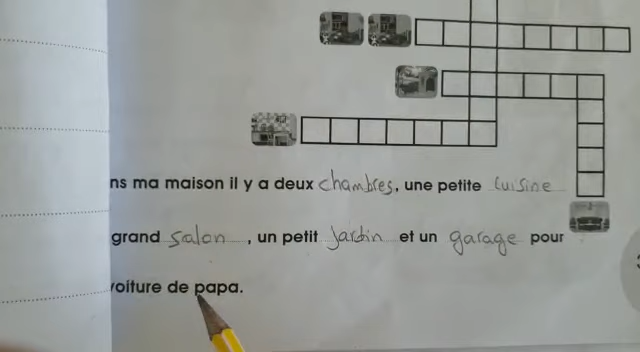 ns ma maison il y a deux chambres, une petite cuisine
grand salon, un petit jardin et un garage pour
voiture de papa.